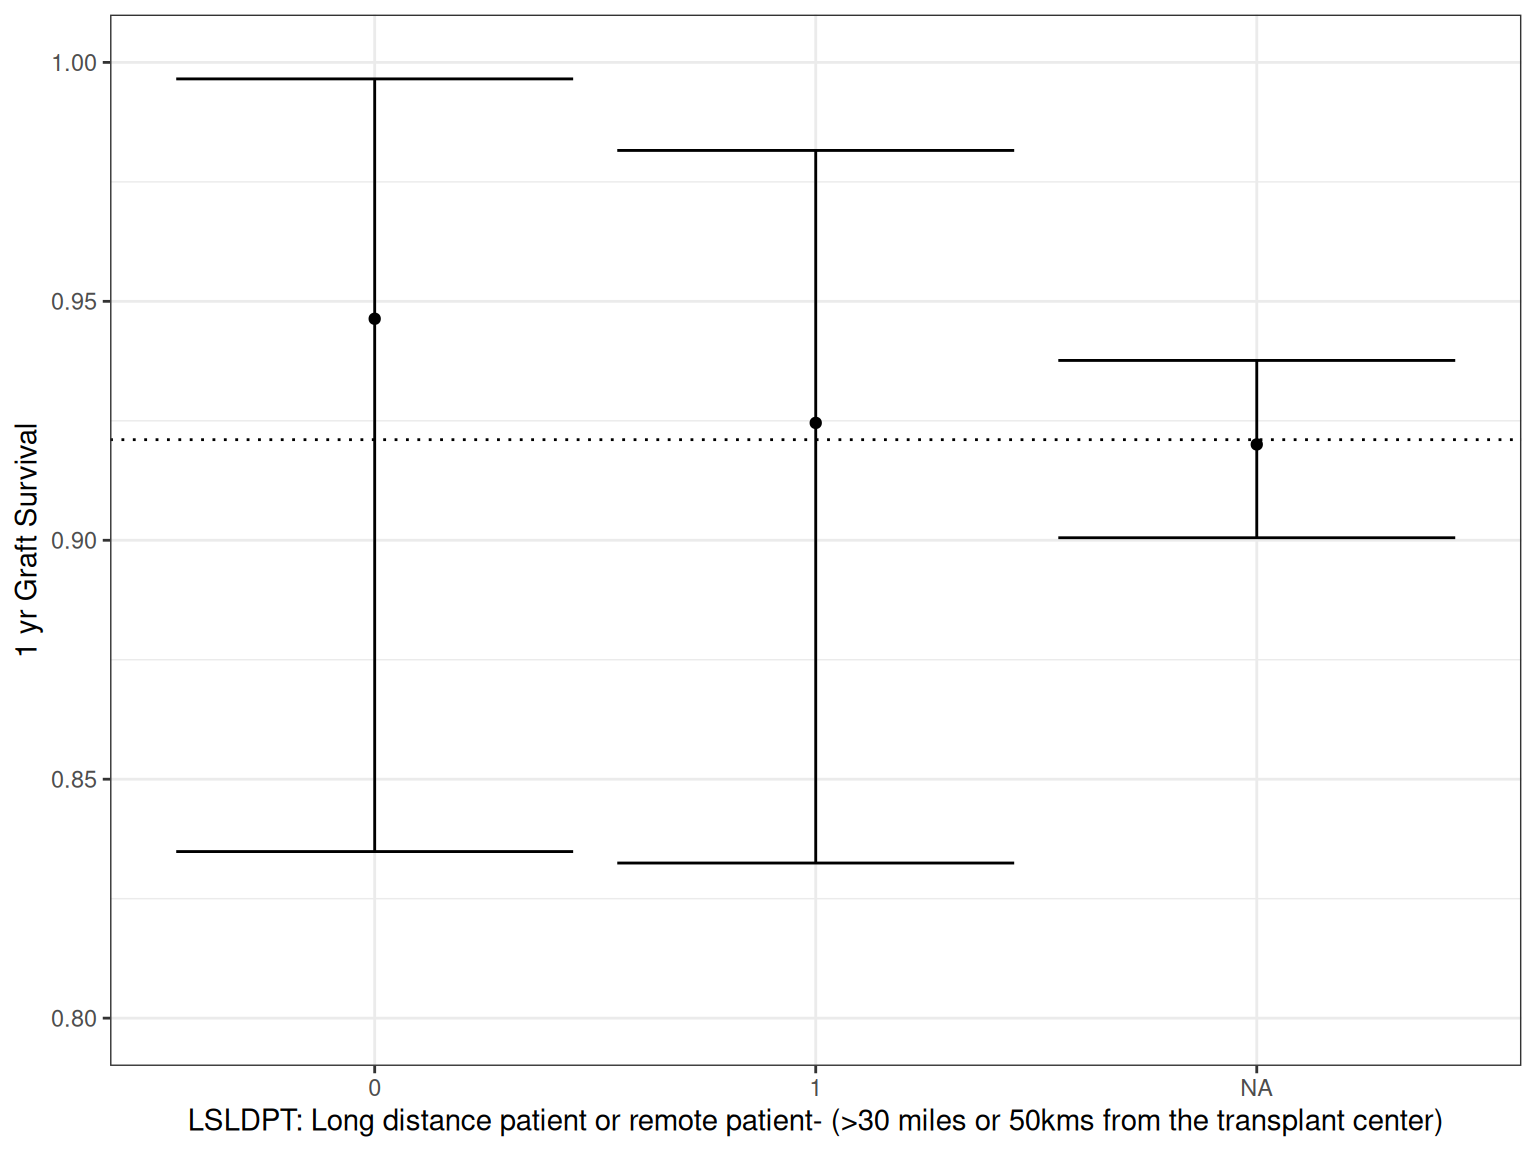 1.00
0.95
0.90
0.85
0.80
1 yr Graft Survival
0
1
NA
LSLDPT: Long distance patient or remote patient- (>30 miles or 50kms from the transplant center)